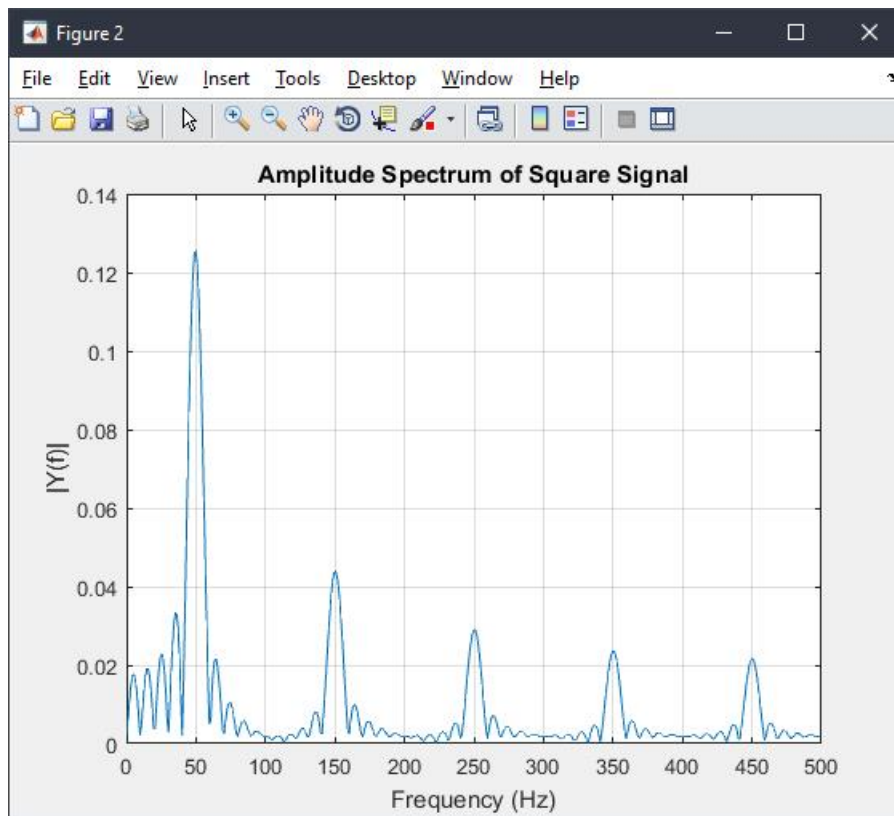 Figure 2
File Edit View Insert Tools Desktop Window Help
Amplitude Spectrum of Square Signal
0.14
0.12
0.1
0.08
0.06
0.04
0.02
0
|Y(f)|
0 50 100 150 200 250 300 350 400 450 500
Frequency (Hz)